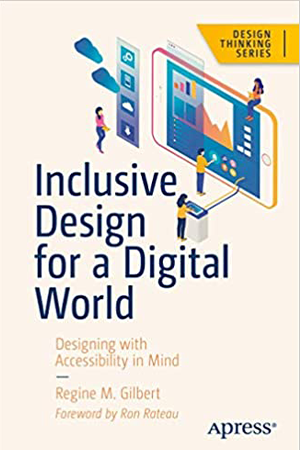 DESIGN
THINKING
SERIES
Inclusive
Design
for a Digital
World
Designing with
Accessibility in Mind
Regine M. Gilbert
Foreword by Ron Rateau
Apress®